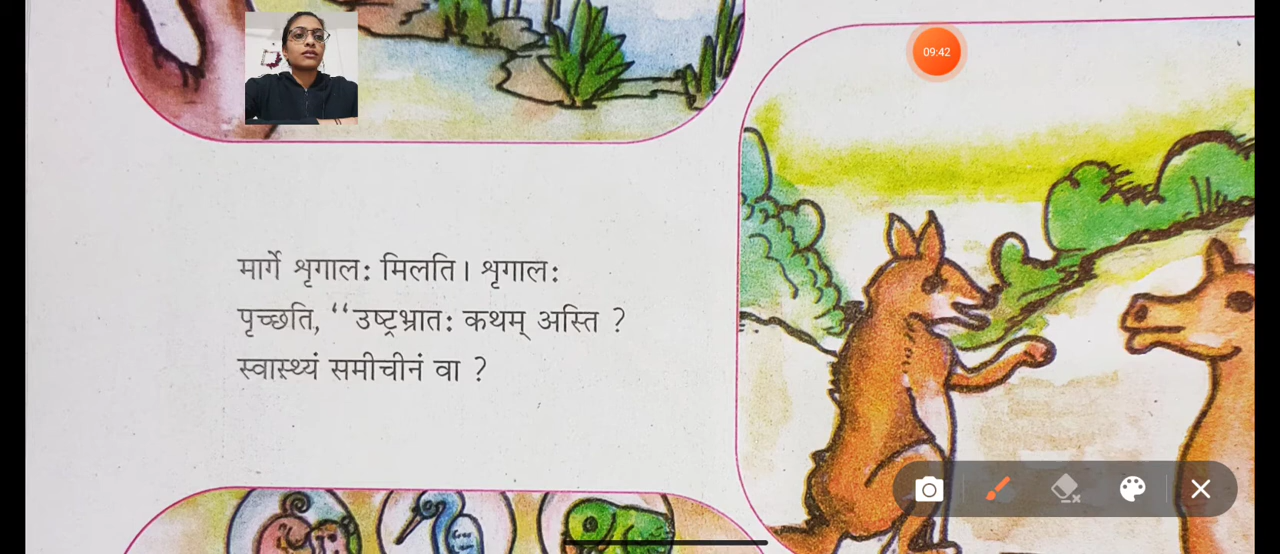 09:42
मार्गे शृगालः मिलति। शृगालः
पृच्छति, ‘‘उष्ट्रभ्रातः कथम् अस्ति ?
स्वास्थ्यं समीचीनं वा ?